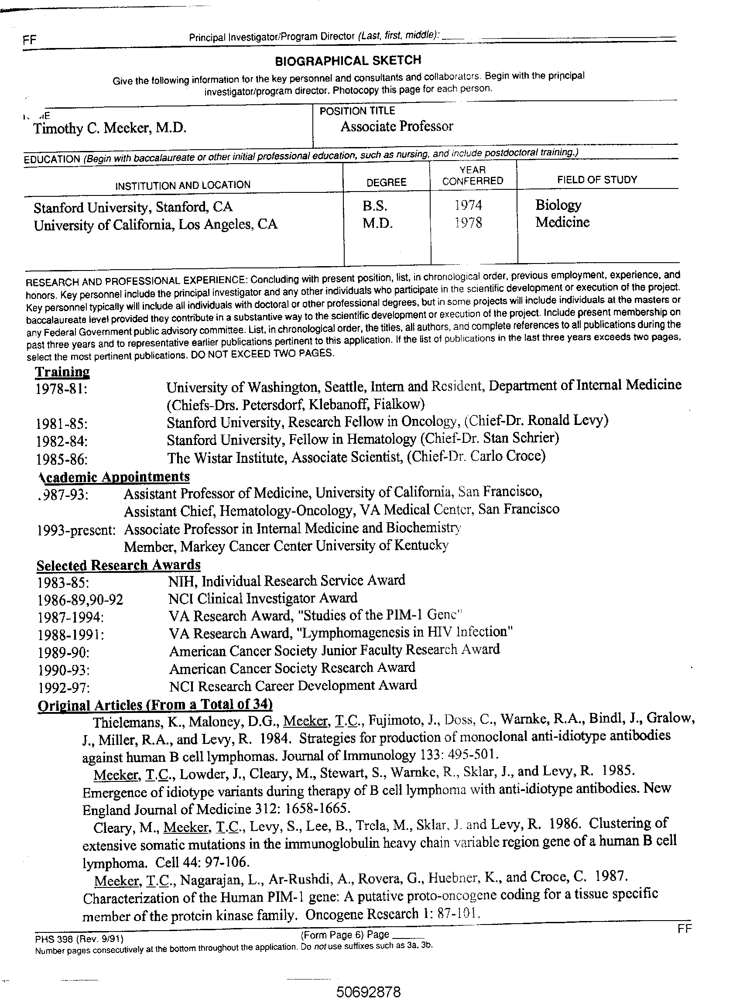 FF
Principal Investigator/Program Director (Last, first, middle):
BIOGRAPHICAL SKETCH
Give the following information for the key personnel and consultants and collaborators. Begin with the principal
investigator/program director. Photocopy this page for each person.
POSITION TITLE
Timothy C. Meeker, M.D.
Associate Professor
EDUCATION (Begin with baccalaureate or other initial professional education, such as nursing, and include postdoctoral training.)
INSTITUTION AND LOCATION
DEGREE
YEAR
CONFERRED
FIELD OF STUDY
Stanford University, Stanford, CA B.S. 1974 Biology
University of California, Los Angeles, CA M.D. 1978 Medicine
RESEARCH AND PROFESSIONAL EXPERIENCE: Concluding with present position, list, in chronological order, previous employment, experience, and
honors. Key personnel include the principal investigator and any other individuals who participate in the scientific development or execution of the project.
Key personnel typically will include all individuals with doctoral or other professional degrees, but in some projects will include individuals at the masters or
baccalaureate level provided they contribute in a substantive way to the scientific development or execution of the project. Include present membership on
any Federal Government public advisory committee. List, in chronological order, the titles, all authors, and complete references to all publications during the
past three years and to representative earlier publications pertinent to this application. If the list of publications in the last three years exceeds two pages,
select the most pertinent publications. DO NOT EXCEED TWO PAGES.
Training
1978-81: University of Washington, Seattle, Intern and Resident, Department of Internal Medicine
(Chiefs-Drs. Petersdorf, Klebanoff, Fialkow)
1981-85: Stanford University, Research Fellow in Oncology, (Chief-Dr. Ronald Levy)
1982-84: Stanford University, Fellow in Hematology (Chief-Dr. Stan Schrier)
1985-86: The Wistar Institute, Associate Scientist, (Chief-Dr. Carlo Croce)
Academic Appointments
.987-93: Assistant Professor of Medicine, University of California, San Francisco,
Assistant Chief, Hematology-Oncology, VA Medical Center, San Francisco
1993-present: Associate Professor in Internal Medicine and Biochemistry
Member, Markey Cancer Center University of Kentucky
Selected Research Awards
1983-85: NIH, Individual Research Service Award
1986-89,90-92 NCI Clinical Investigator Award
1987-1994: VA Research Award, "Studies of the PIM-1 Gene"
1988-1991: VA Research Award, "Lymphomagenesis in HIV Infection"
1989-90: American Cancer Society Junior Faculty Research Award
1990-93: American Cancer Society Research Award
1992-97: NCI Research Career Development Award
Original Articles (From a Total of 34)
Thielemans, K., Maloney, D.G., Meeker, T.C., Fujimoto, J., Doss, C., Warnke, R.A., Bindl, J., Gralow,
J., Miller, R.A., and Levy, R. 1984. Strategies for production of monoclonal anti-idiotype antibodies
against human B cell lymphomas. Journal of Immunology 133: 495-501.
Meeker, T.C., Lowder, J., Cleary, M., Stewart, S., Warnke, R., Sklar, J., and Levy, R. 1985.
Emergence of idiotype variants during therapy of B cell lymphoma with anti-idiotype antibodies. New
England Journal of Medicine 312: 1658-1665.
Cleary, M., Meeker, T.C., Levy, S., Lee, B., Trela, M., Sklar, J. and Levy, R. 1986. Clustering of
extensive somatic mutations in the immunoglobulin heavy chain variable region gene of a human B cell
lymphoma. Cell 44: 97-106.
Meeker, T.C., Nagarajan, L., Ar-Rushdi, A., Rovera, G., Huebner, K., and Croce, C. 1987.
Characterization of the Human PIM-1 gene: A putative proto-oncogene coding for a tissue specific
member of the protein kinase family. Oncogene Research 1: 87-101.
PHS 398 (Rev. 9/91) (Form Page 6) Page FF
Number pages consecutively at the bottom throughout the application. Do not use suffixes such as 3a, 3b.
50692878